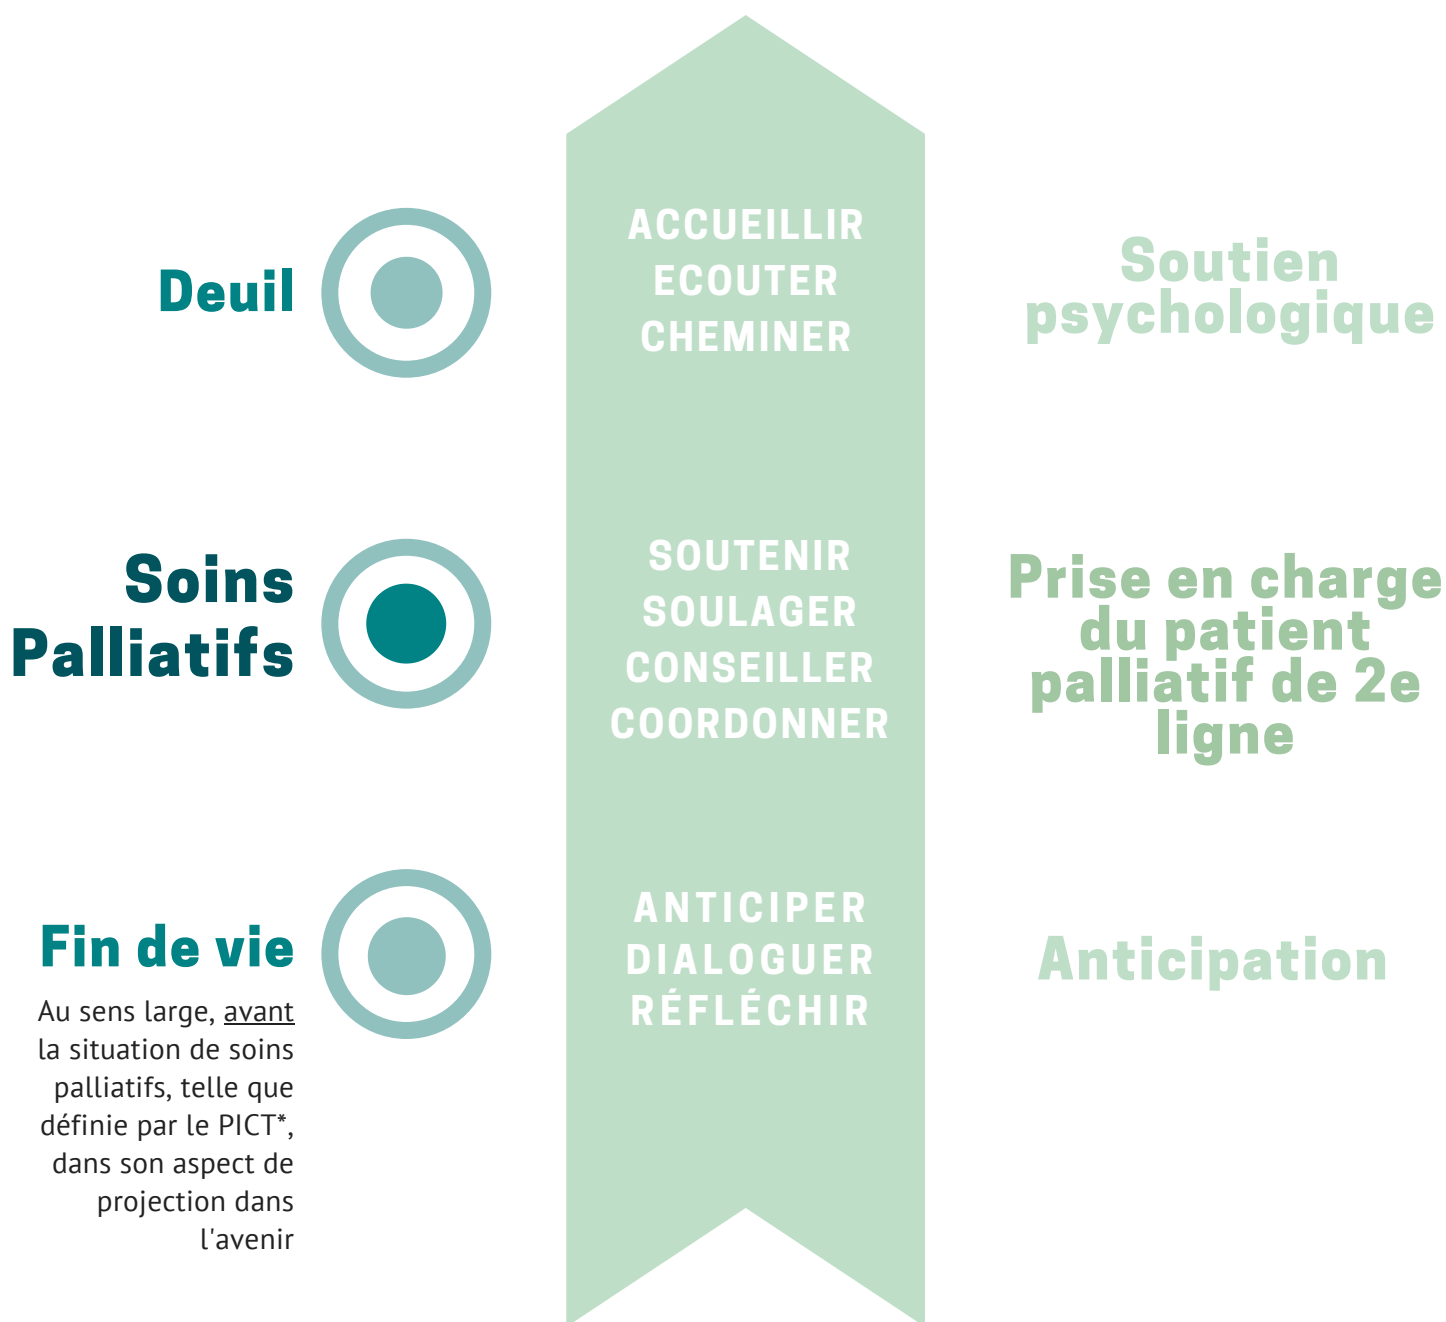 Deuil
ACCUEILLIR
ECOUTER
CHEMINER
Soutien
psychologique
Soins
Palliatifs
SOUTENIR
SOULAGER
CONSEILLER
COORDONNER
Prise en charge
du patient
palliatif de 2e
ligne
Fin de vie
Au sens large, avant
la situation de soins
palliatifs, telle que
définie par le PICT*,
dans son aspect de
projection dans
l'avenir
ANTICIPER
DIALOGUER
RÉFLÉCHIR
Anticipation